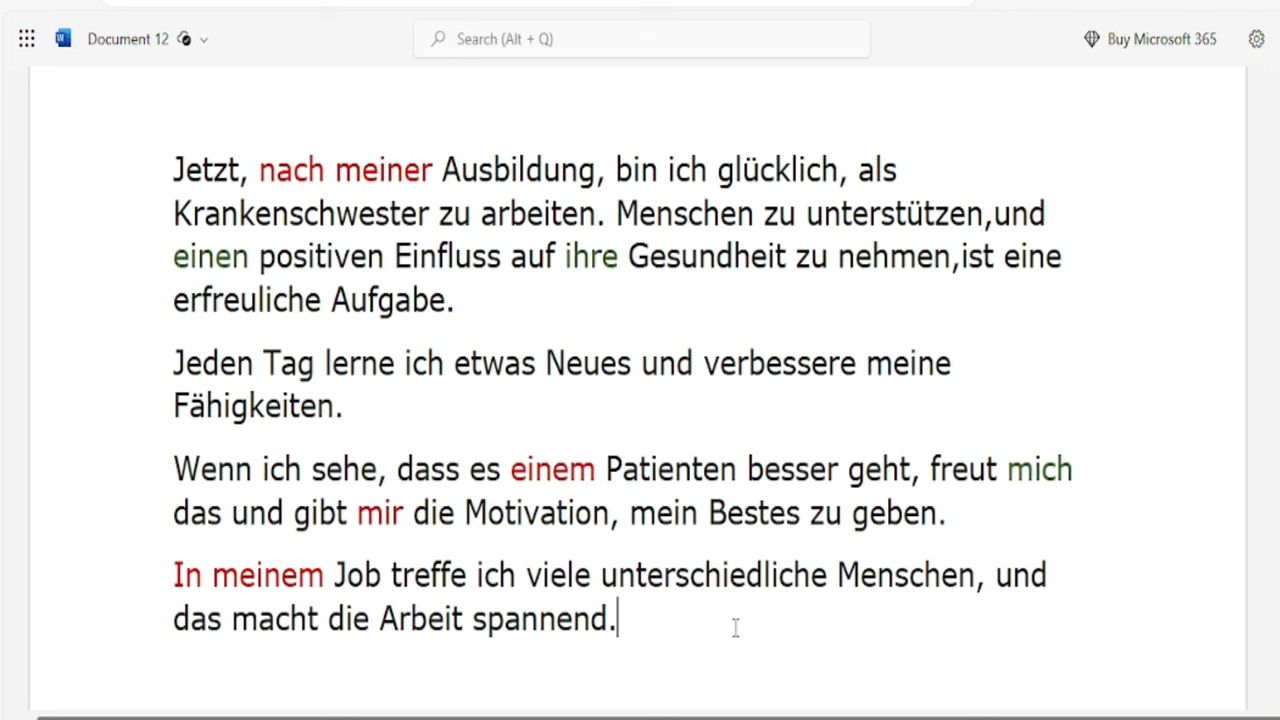 Document 12
Search (Alt + Q)
Buy Microsoft 365
Jetzt, nach meiner Ausbildung, bin ich glücklich, als
Krankenschwester zu arbeiten. Menschen zu unterstützen,und
einen positiven Einfluss auf ihre Gesundheit zu nehmen,ist eine
erfreuliche Aufgabe.
Jeden Tag lerne ich etwas Neues und verbessere meine
Fähigkeiten.
Wenn ich sehe, dass es einem Patienten besser geht, freut mich
das und gibt mir die Motivation, mein Bestes zu geben.
In meinem Job treffe ich viele unterschiedliche Menschen, und
das macht die Arbeit spannend.